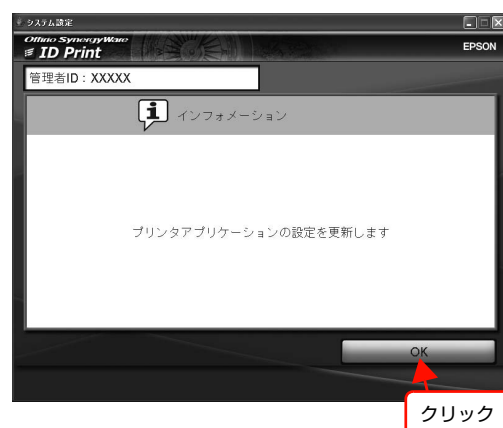 システム設定
Offirio SynergyWare
ID Print
EPSON
管理者ID：XXXXX
インフォメーション
プリンタアプリケーションの設定を更新します
OK
クリック